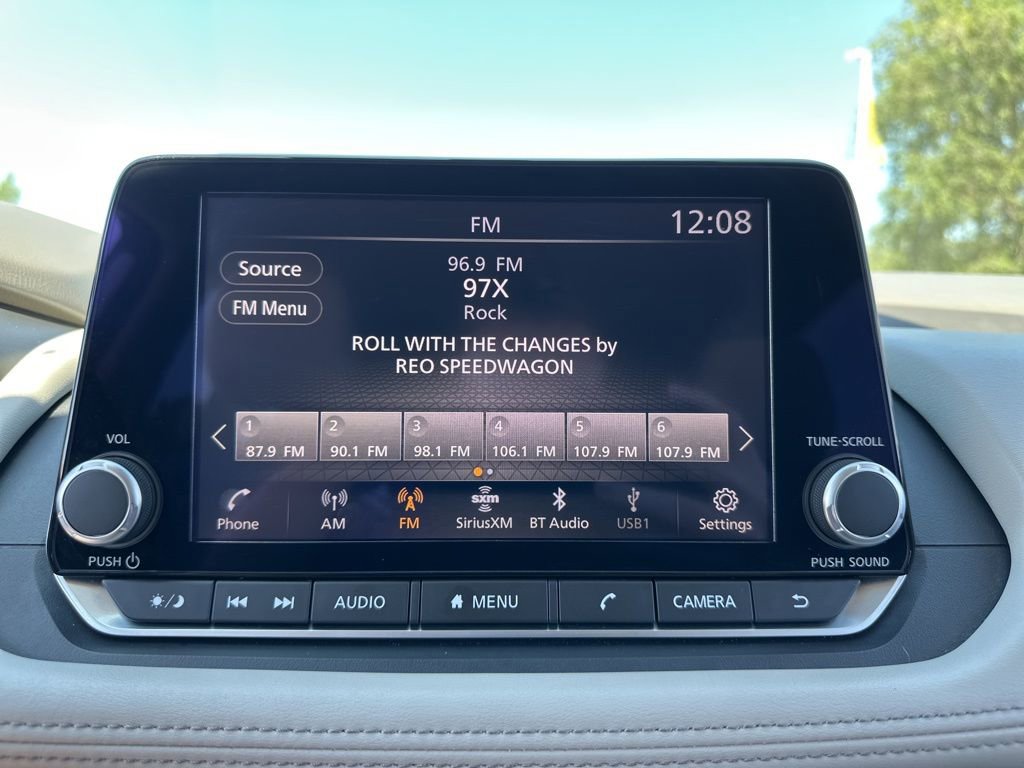 FM
12:08
Source
96.9 FM
97X
FM Menu
Rock
ROLL WITH THE CHANGES by
REO SPEEDWAGON
1 2 3 4 5 6
87.9 FM 90.1 FM 98.1 FM 106.1 FM 107.9 FM 107.9 FM
VOL
TUNE·SCROLL
sxm
Phone AM FM SiriusXM BT Audio USB1 Settings
PUSH
PUSH SOUND
AUDIO MENU CAMERA